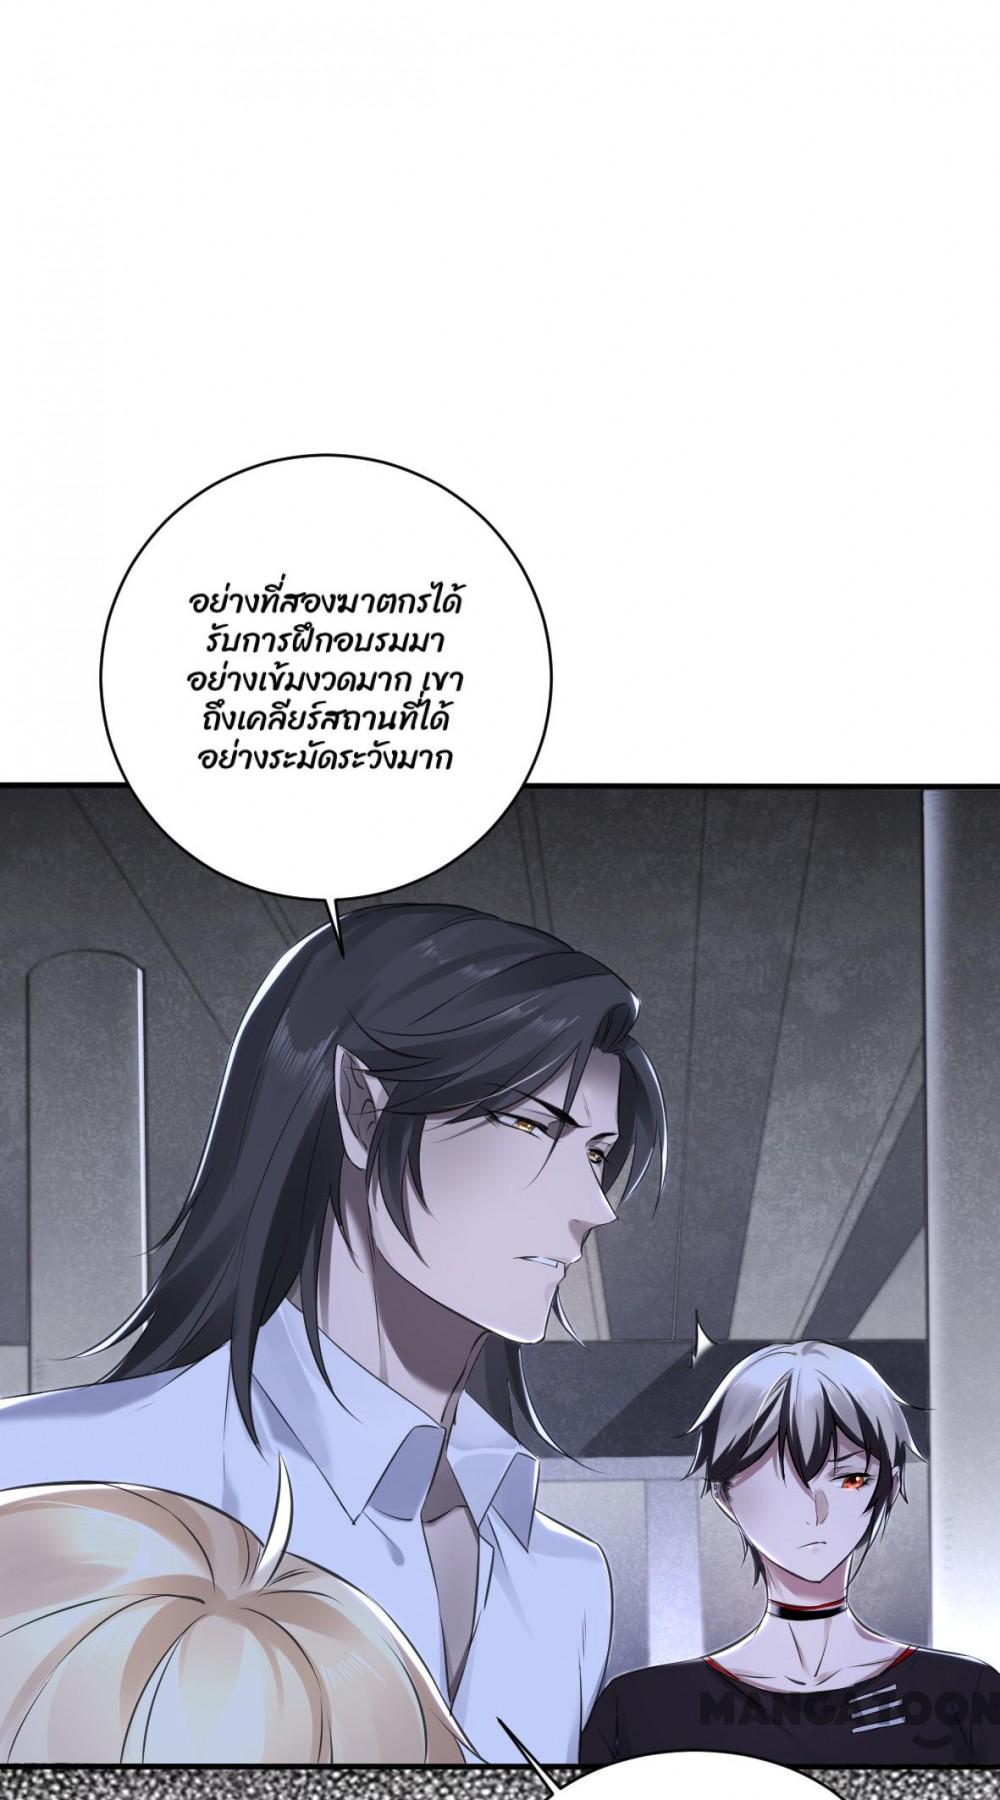 อย่างที่สองฆาตกรได้
รับการฝึกอบรมมา
อย่างเข้มงวดมาก เขา
ถึงเคลียร์สถานที่ได้
อย่างระมัดระวังมาก
MANGATOON